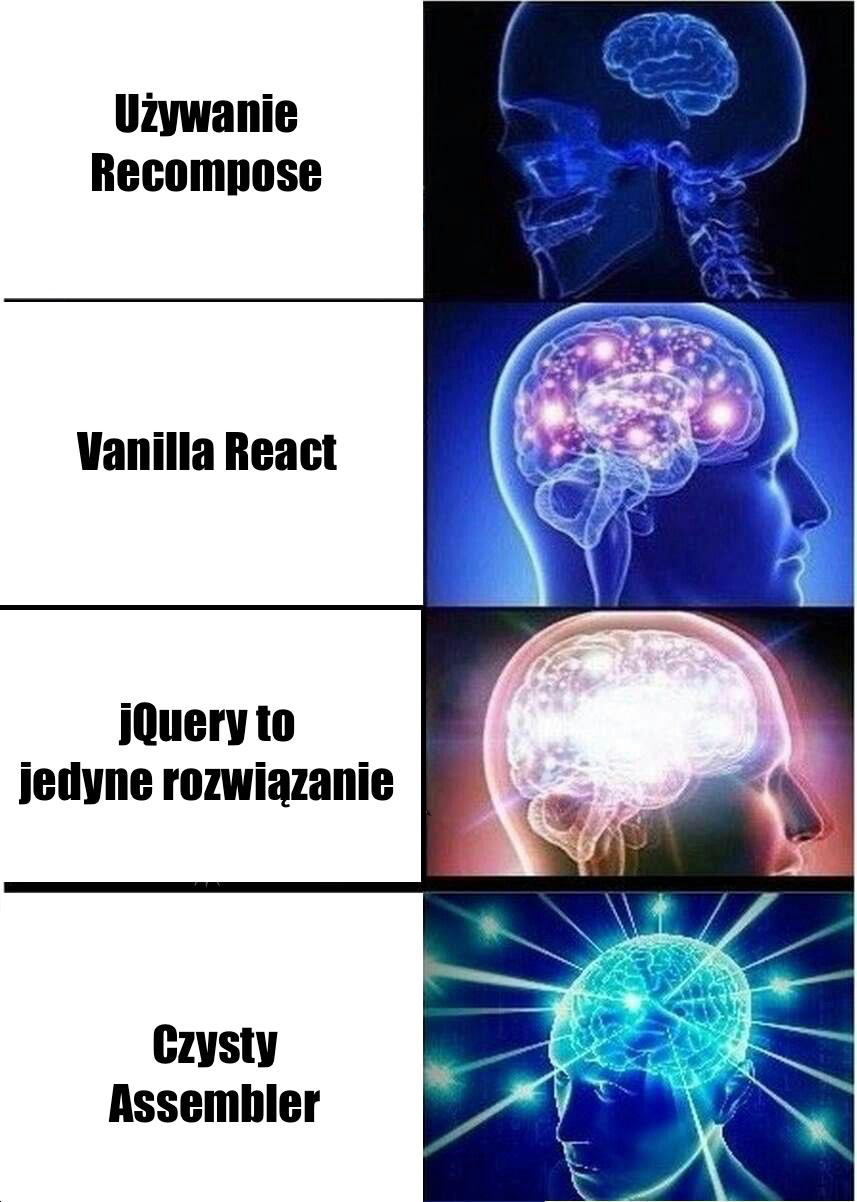 Używanie
Recompose
Vanilla React
jQuery to
jedyne rozwiązanie
Czysty
Assembler